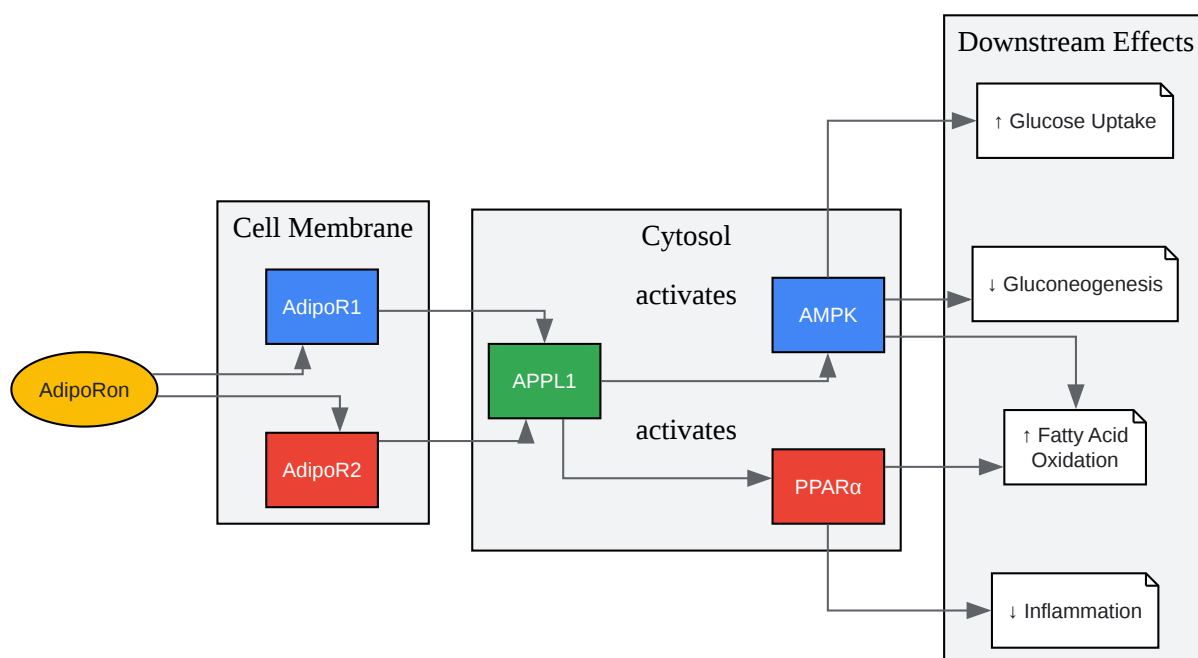 Downstream Effects
↑ Glucose Uptake
Cell Membrane
Cytosol
↓ Gluconeogenesis
activates
AdipoR1
AMPK
APPL1
AdipoRon
activates
↑ Fatty Acid
Oxidation
AdipoR2
PPARα
↓ Inflammation